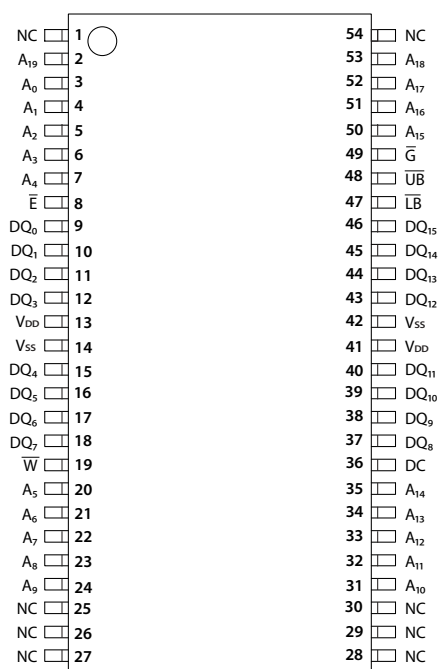 NC 1 54 NC
A₁₉ 2 53 A₁₈
A₀ 3 52 A₁₇
A₁ 4 51 A₁₆
A₂ 5 50 A₁₅
A₃ 6 49 G̅
A₄ 7 48 U̅B̅
E̅ 8 47 L̅B̅
DQ₀ 9 46 DQ₁₅
DQ₁ 10 45 DQ₁₄
DQ₂ 11 44 DQ₁₃
DQ₃ 12 43 DQ₁₂
VDD 13 42 Vss
Vss 14 41 VDD
DQ₄ 15 40 DQ₁₁
DQ₅ 16 39 DQ₁₀
DQ₆ 17 38 DQ₉
DQ₇ 18 37 DQ₈
W̅ 19 36 DC
A₅ 20 35 A₁₄
A₆ 21 34 A₁₃
A₇ 22 33 A₁₂
A₈ 23 32 A₁₁
A₉ 24 31 A₁₀
NC 25 30 NC
NC 26 29 NC
NC 27 28 NC